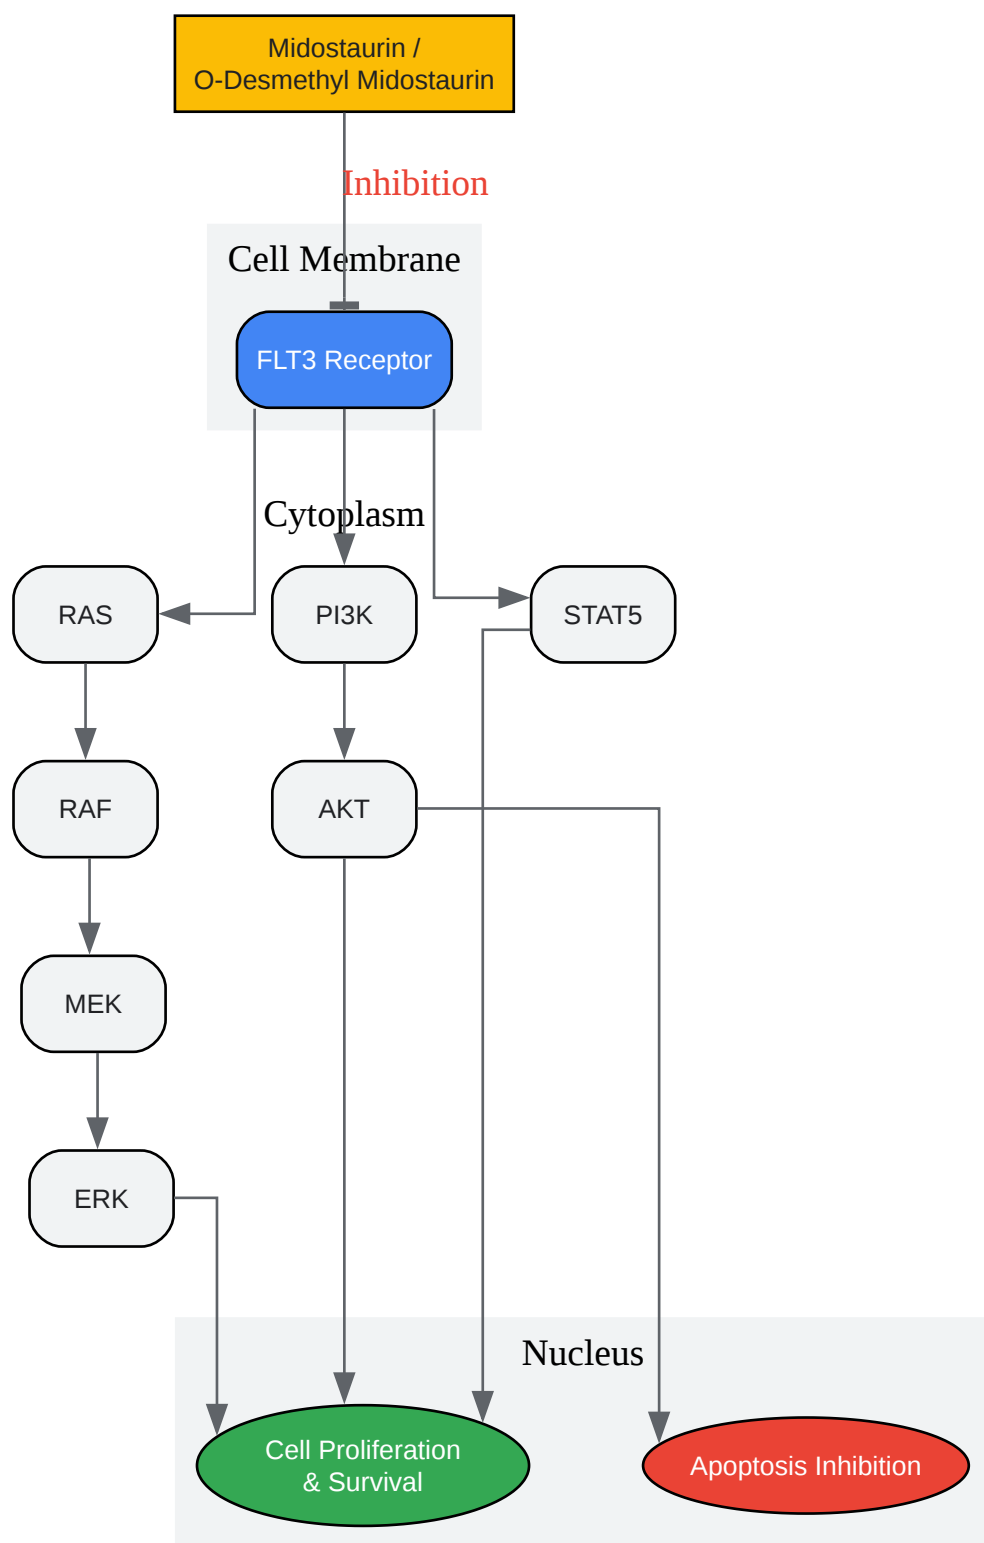 Midostaurin /
O-Desmethyl Midostaurin
Inhibition
Cell Membrane
FLT3 Receptor
Cytoplasm
RAS
PI3K
STAT5
RAF
AKT
MEK
ERK
Nucleus
Cell Proliferation
& Survival
Apoptosis Inhibition